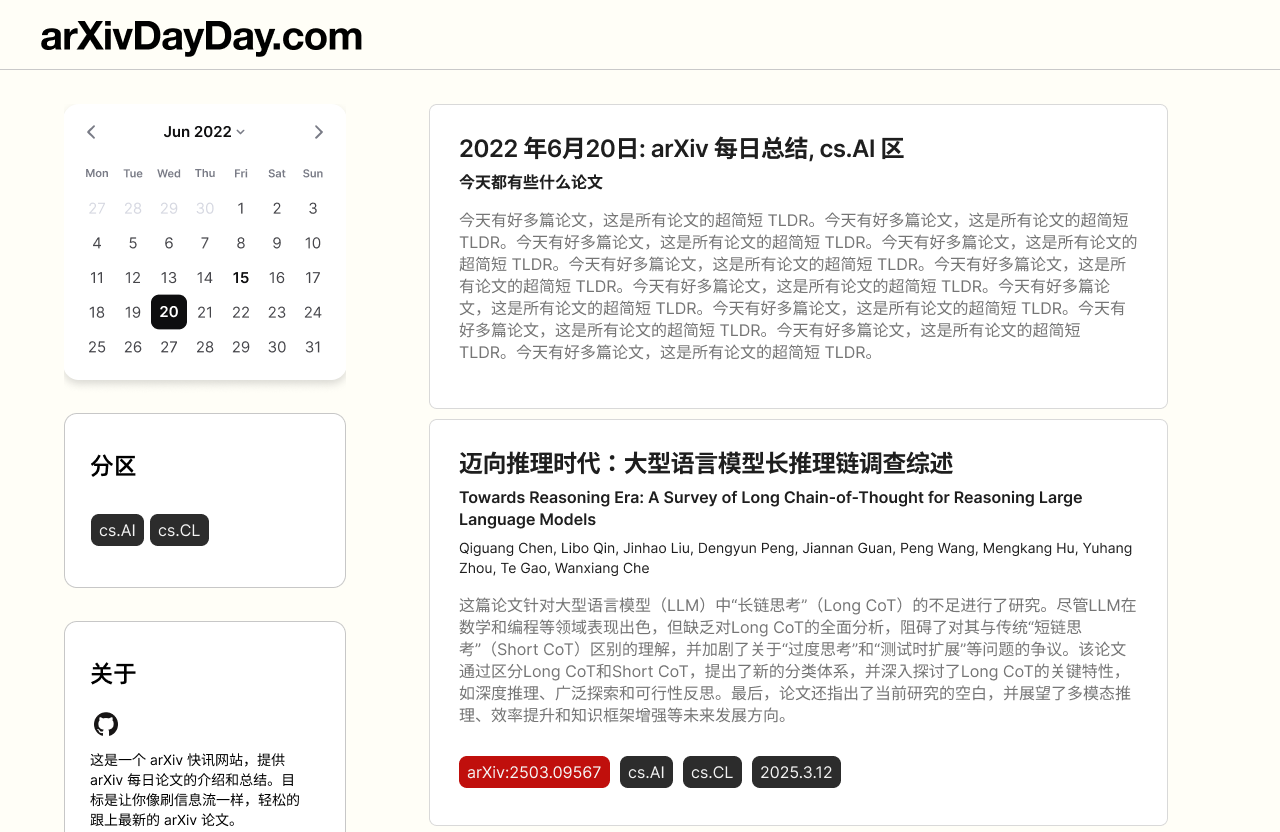 arXivDayDay.com
Jun 2022
Mon Tue Wed Thu Fri Sat Sun
27 28 29 30 1 2 3
4 5 6 7 8 9 10
11 12 13 14 15 16 17
18 19 20 21 22 23 24
25 26 27 28 29 30 31
分区
cs.AI cs.CL
关于
这是一个 arXiv 快讯网站，提供
arXiv 每日论文的介绍和总结。目
标是让你像刷信息流一样，轻松的
跟上最新的 arXiv 论文。
2022 年6月20日: arXiv 每日总结, cs.AI 区
今天都有些什么论文
今天有好多篇论文，这是所有论文的超简短 TLDR。今天有好多篇论文，这是所有论文的超简短
TLDR。今天有好多篇论文，这是所有论文的超简短 TLDR。今天有好多篇论文，这是所有论文的
超简短 TLDR。今天有好多篇论文，这是所有论文的超简短 TLDR。今天有好多篇论文，这是所
有论文的超简短 TLDR。今天有好多篇论文，这是所有论文的超简短 TLDR。今天有好多篇论
文，这是所有论文的超简短 TLDR。今天有好多篇论文，这是所有论文的超简短 TLDR。今天有
好多篇论文，这是所有论文的超简短 TLDR。今天有好多篇论文，这是所有论文的超简短
TLDR。今天有好多篇论文，这是所有论文的超简短 TLDR。
迈向推理时代：大型语言模型长推理链调查综述
Towards Reasoning Era: A Survey of Long Chain-of-Thought for Reasoning Large
Language Models
Qiguang Chen, Libo Qin, Jinhao Liu, Dengyun Peng, Jiannan Guan, Peng Wang, Mengkang Hu, Yuhang
Zhou, Te Gao, Wanxiang Che
这篇论文针对大型语言模型（LLM）中“长链思考”（Long CoT）的不足进行了研究。尽管LLM在
数学和编程等领域表现出色，但缺乏对Long CoT的全面分析，阻碍了对其与传统“短链思
考”（Short CoT）区别的理解，并加剧了关于“过度思考”和“测试时扩展”等问题的争议。该论文
通过区分Long CoT和Short CoT，提出了新的分类体系，并深入探讨了Long CoT的关键特性，
如深度推理、广泛探索和可行性反思。最后，论文还指出了当前研究的空白，并展望了多模态推
理、效率提升和知识框架增强等未来发展方向。
arXiv:2503.09567 cs.AI cs.CL 2025.3.12